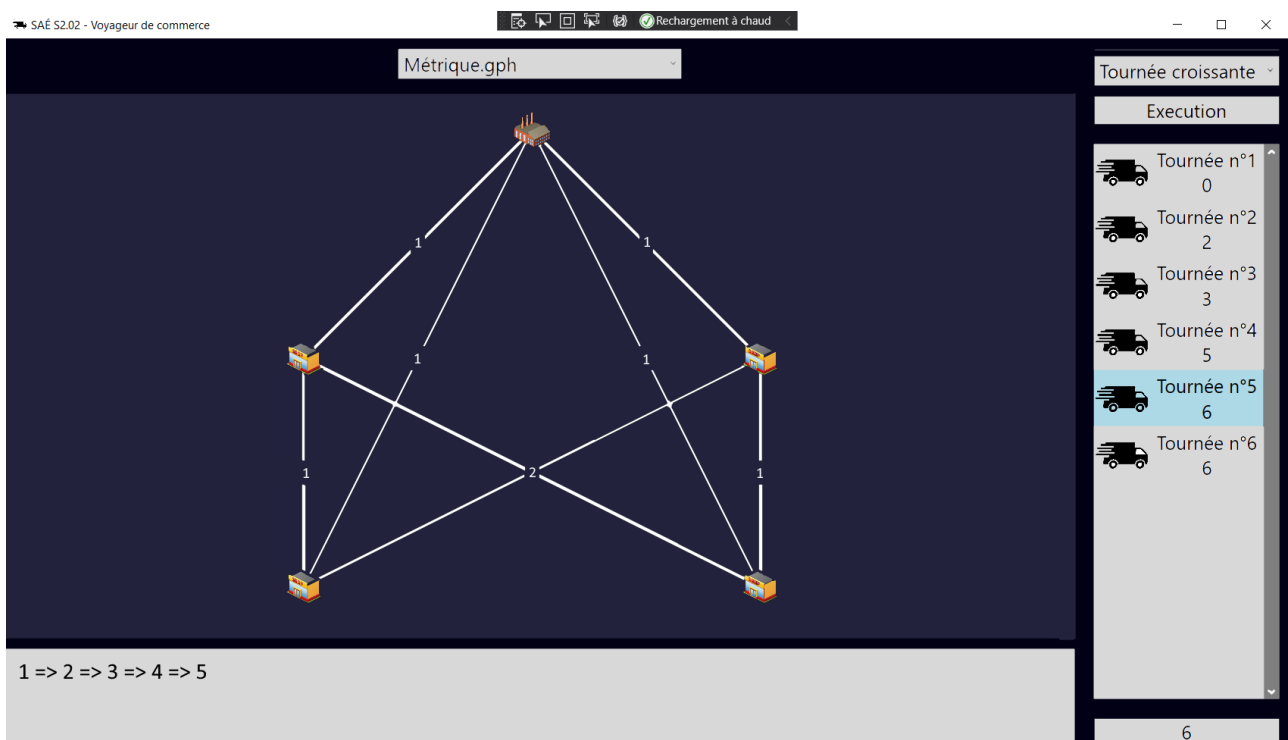 SAÉ S2.02 - Voyageur de commerce
Rechargement à chaud
Métrique.gph
Tournée croissante
Execution
1
1
1
1
1
2
1
Tournée n°1
0
Tournée n°2
2
Tournée n°3
3
Tournée n°4
5
Tournée n°5
6
Tournée n°6
6
1 => 2 => 3 => 4 => 5
6